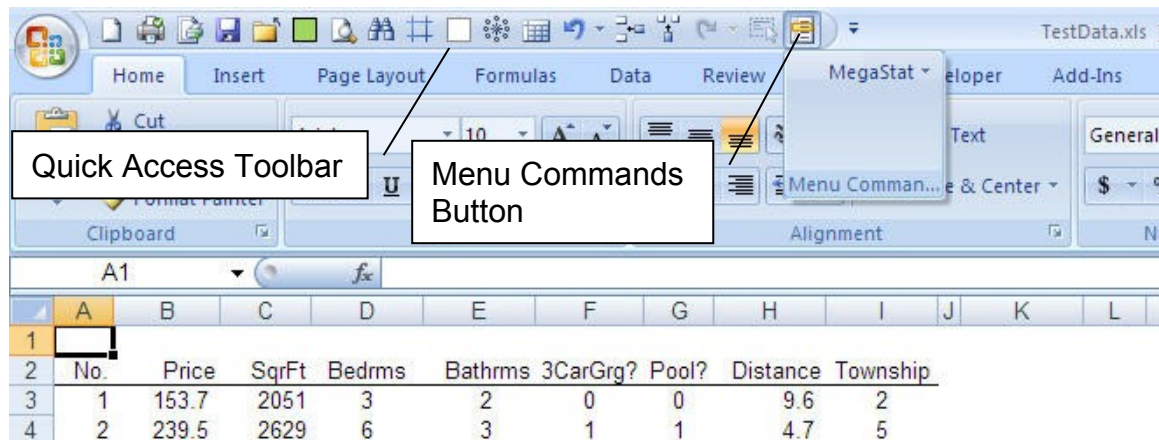 TestData.xls
Home Insert Page Layout Formulas Data Review eloper Add-Ins
MegaStat
Cut
10 A A Text General
Quick Access Toolbar
Menu Commands
Button
U Menu Comman... e & Center $
Format Painter
Clipboard Alignment N
A1 fx
A B C D E F G H I J K L
1
2 No. Price SqrFt Bedrms Bathrms 3CarGrg? Pool? Distance Township
3 1 153.7 2051 3 2 0 0 9.6 2
4 2 239.5 2629 6 3 1 1 4.7 5